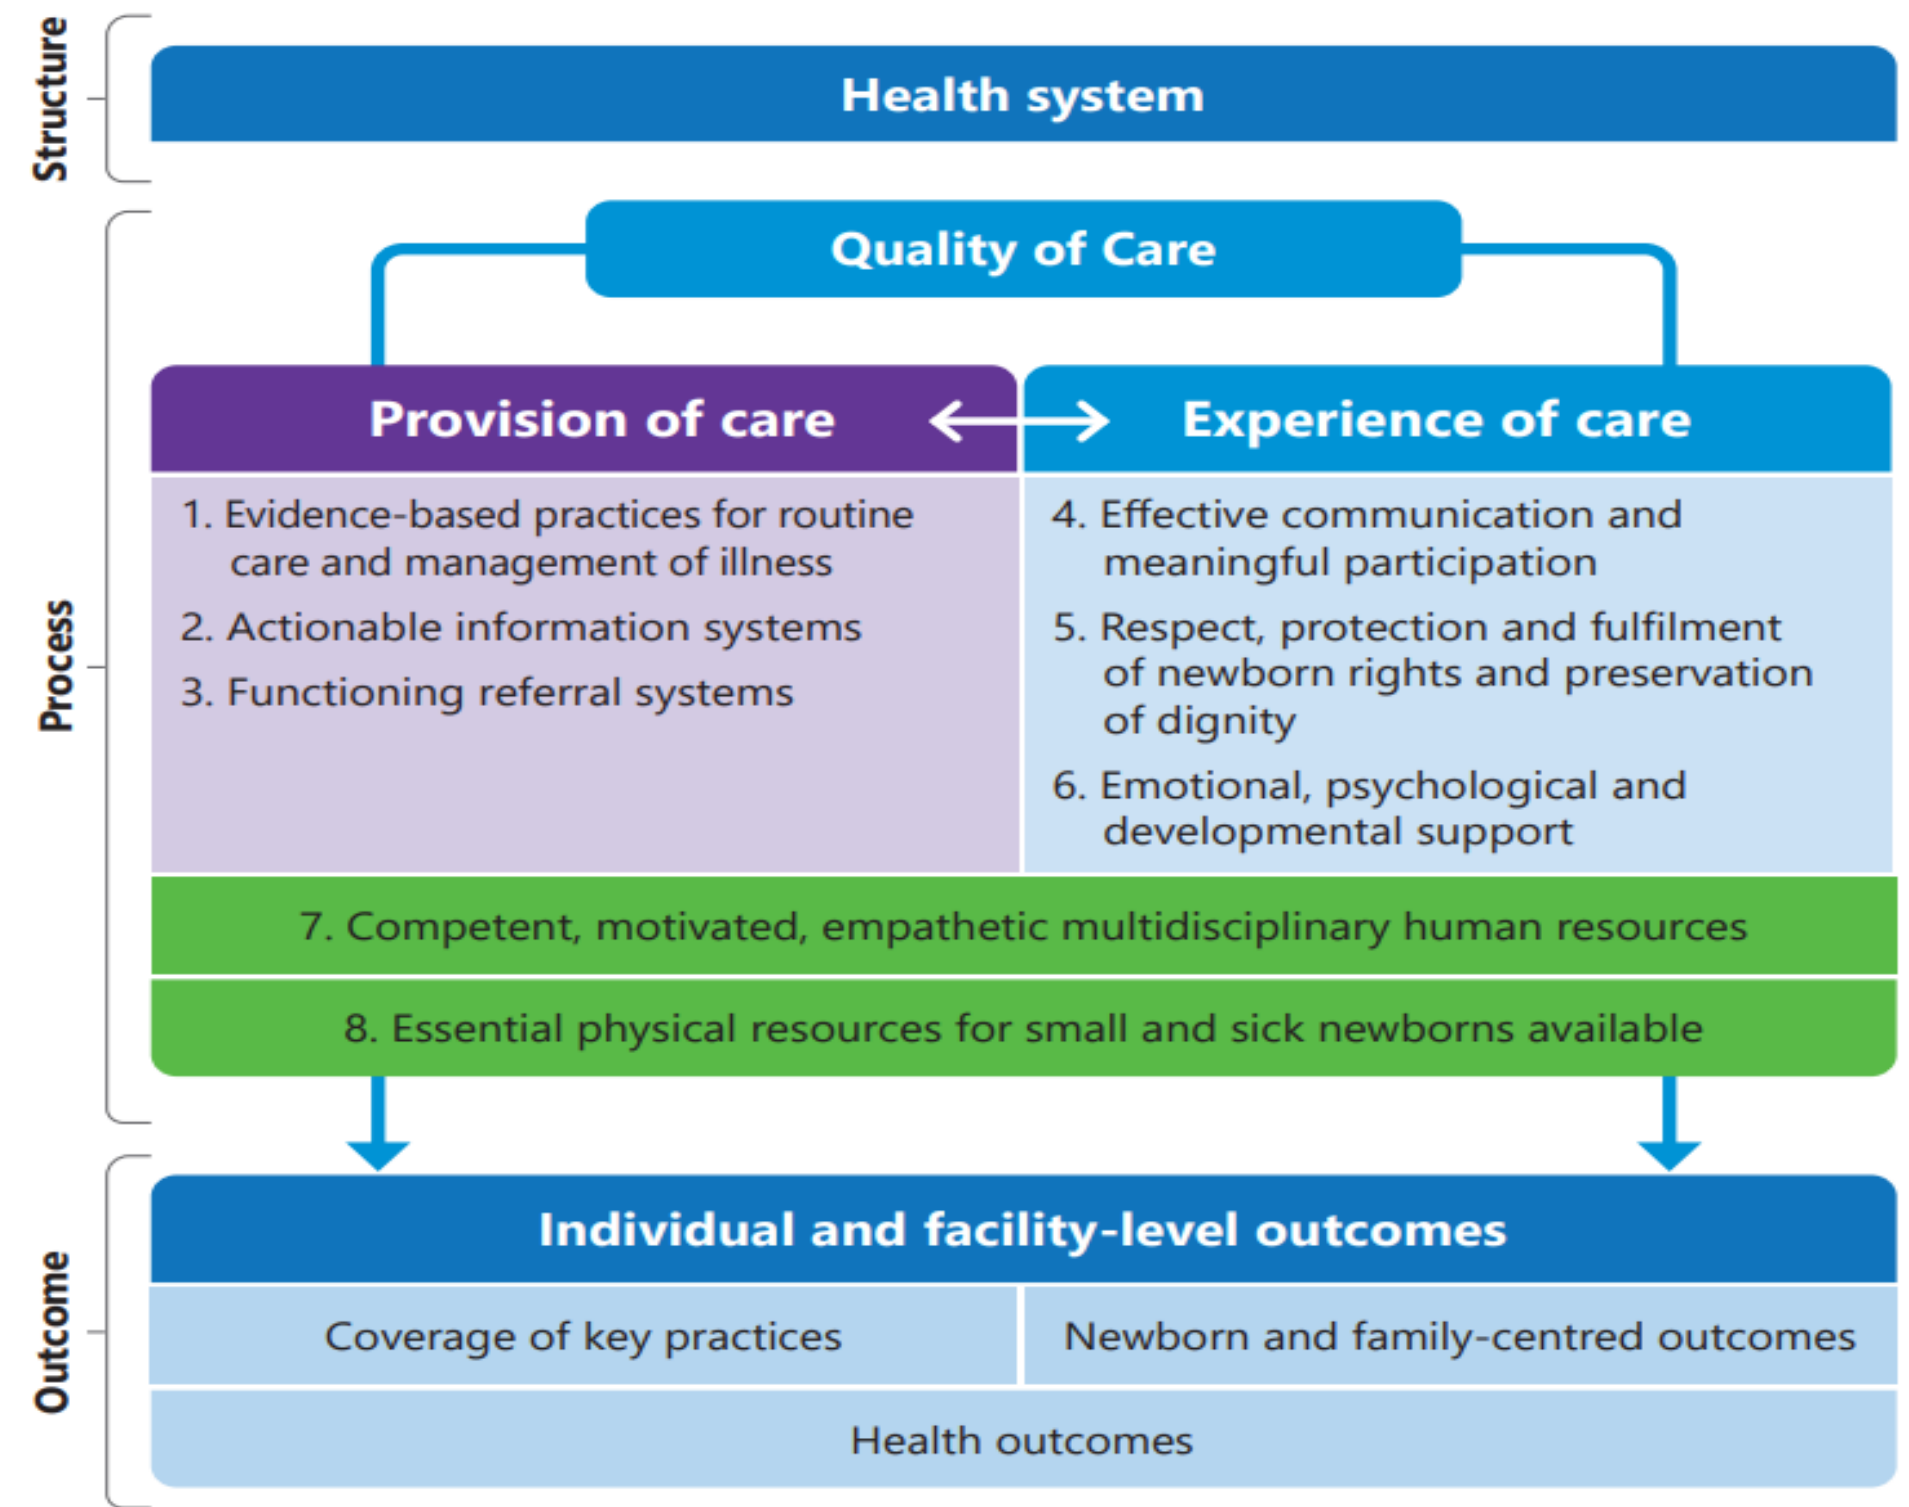 Structure
Health system
Process
Quality of Care
Provision of care
1. Evidence-based practices for routine
care and management of illness
2. Actionable information systems
3. Functioning referral systems
Experience of care
4. Effective communication and
meaningful participation
5. Respect, protection and fulfilment
of newborn rights and preservation
of dignity
6. Emotional, psychological and
developmental support
7. Competent, motivated, empathetic multidisciplinary human resources
8. Essential physical resources for small and sick newborns available
Outcome
Individual and facility-level outcomes
Coverage of key practices
Newborn and family-centred outcomes
Health outcomes